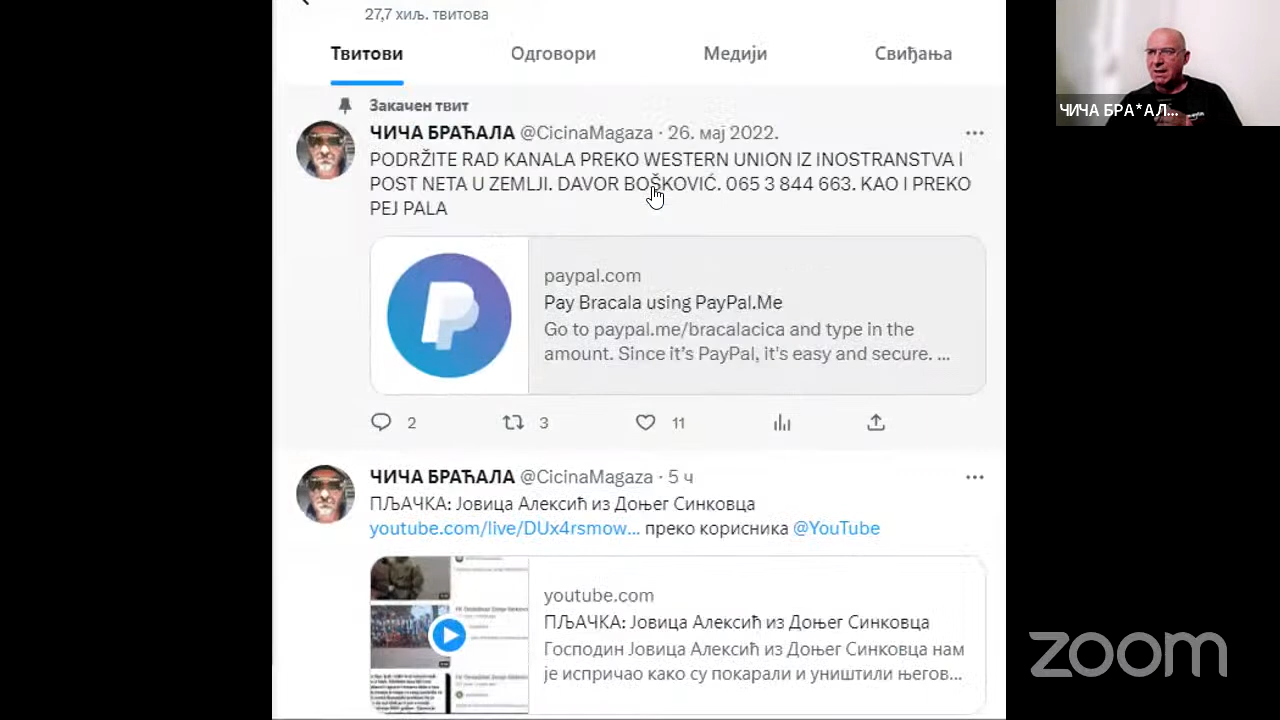 27,7 хиљ. твитова
Твитови
Одговори
Медији
Свиђања
Закачен твит
ЧИЧА БРАЋАЛА @CicinaMagaza · 26. мај 2022.
PODRŽITE RAD KANALA PREKO WESTERN UNION IZ INOSTRANSTVA I
POST NETA U ZEMLJI. DAVOR BOŠKOVIĆ. 065 3 844 663. KAO I PREKO
PEJ PALA
paypal.com
Pay Bracala using PayPal.Me
Go to paypal.me/bracalacica and type in the
amount. Since it's PayPal, it's easy and secure. ...
2
3
11
ЧИЧА БРАЋАЛА @CicinaMagaza · 5 ч
ПЉАЧКА: Јовица Алексић из Доњег Синковца
youtube.com/live/DUx4rsmow... преко корисника @YouTube
youtube.com
ПЉАЧКА: Јовица Алексић из Доњег Синковца
Господин Јовица Алексић из Доњег Синковца нам
је испричао како су покарали и уништили његов...
ЧИЧА БРА*АЛ...
zoom